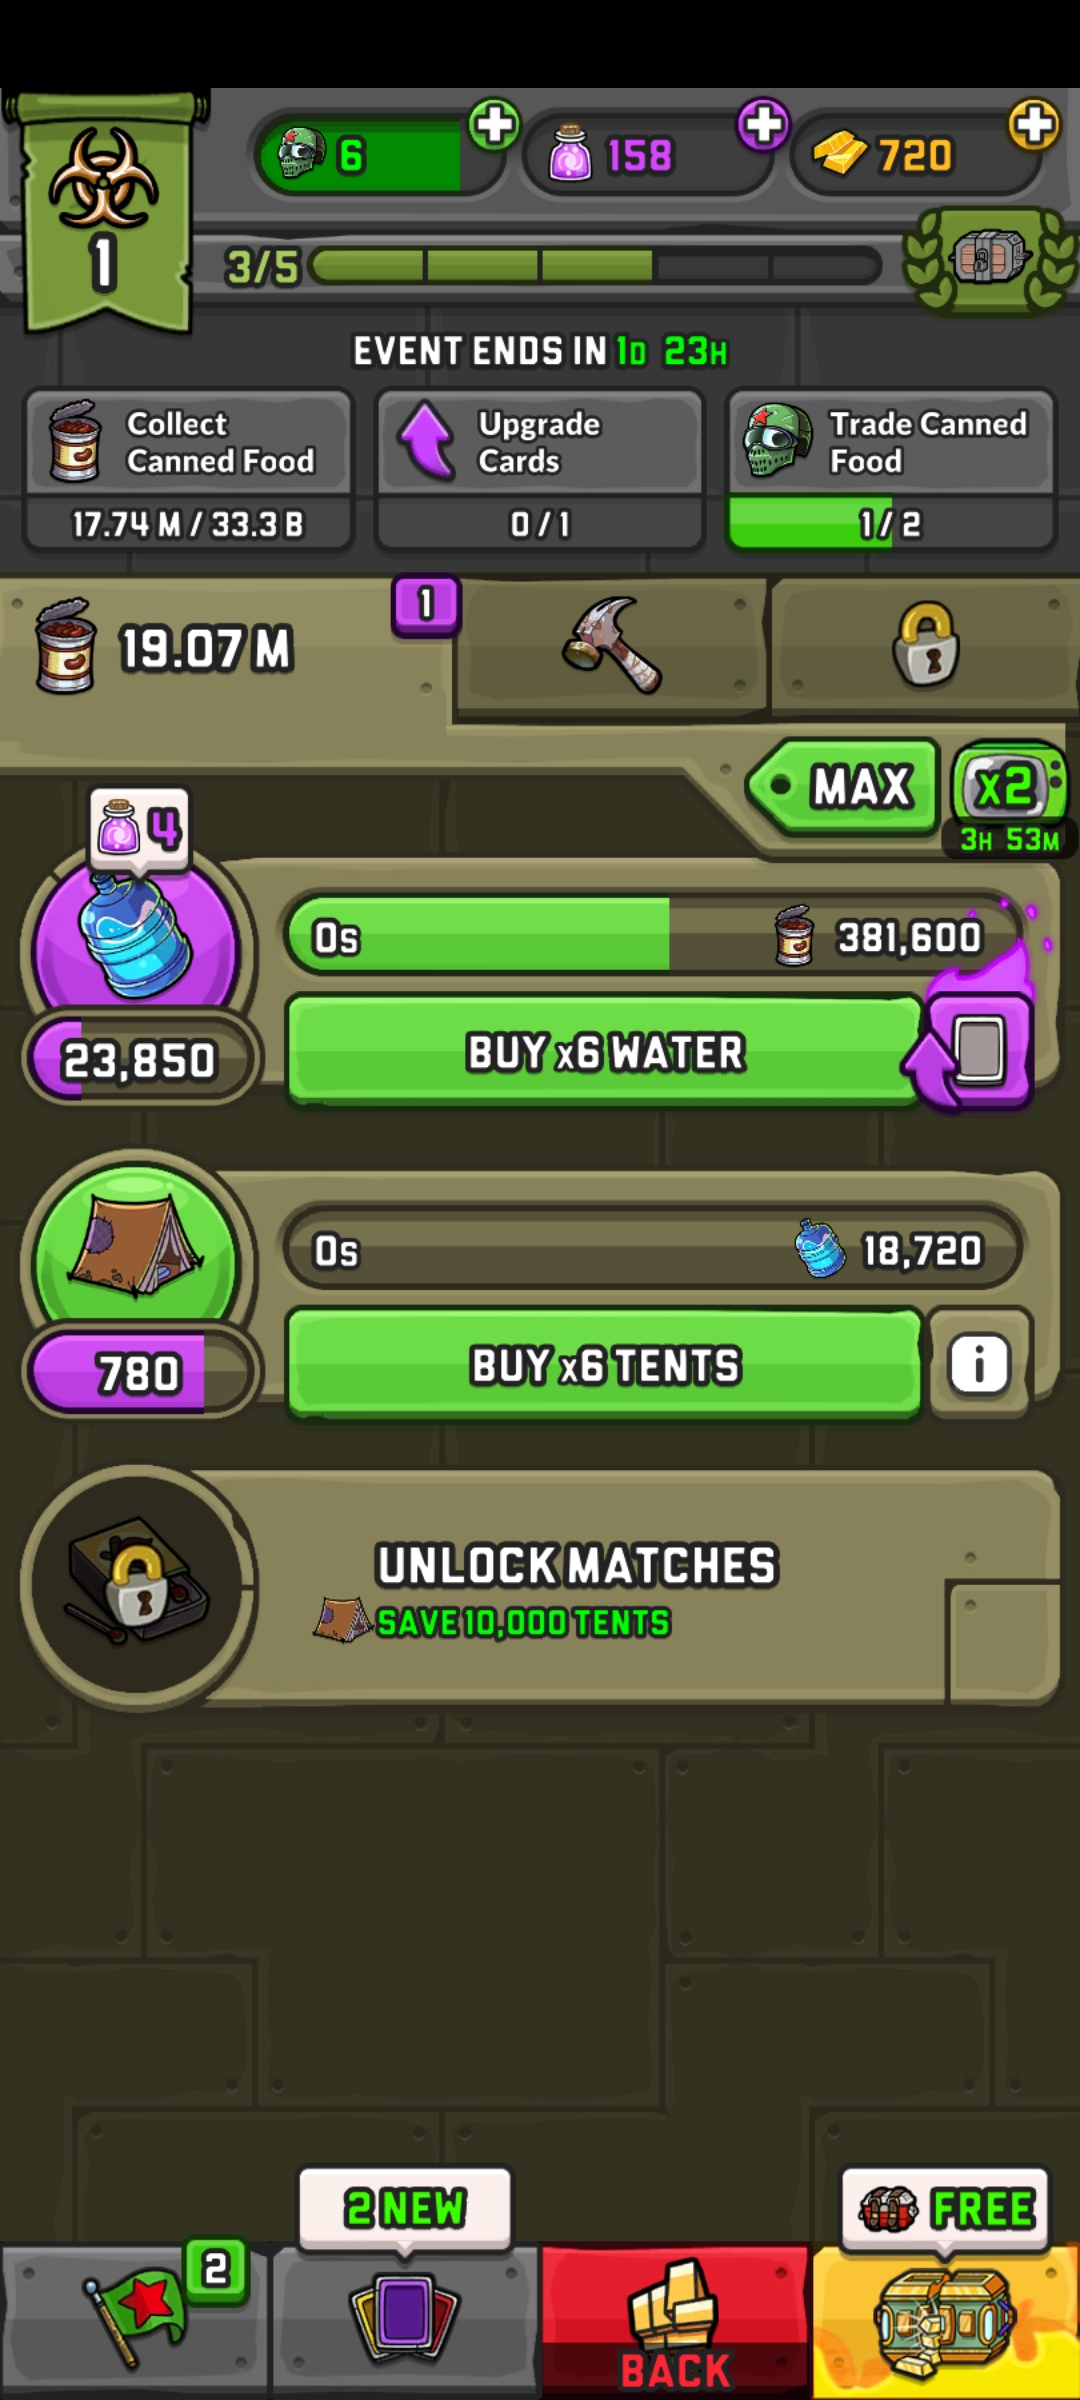 6
158
720
1
3/5
EVENT ENDS IN 1D 23H
Collect
Canned Food
17.74 M / 33.3 B
Upgrade
Cards
0 / 1
Trade Canned
Food
1 / 2
19.07 M
1
MAX
x2
3H 53M
4
0s
381,600
BUY x6 WATER
23,850
0s
18,720
BUY x6 TENTS
i
780
UNLOCK MATCHES
SAVE 10,000 TENTS
2 NEW
FREE
2
BACK